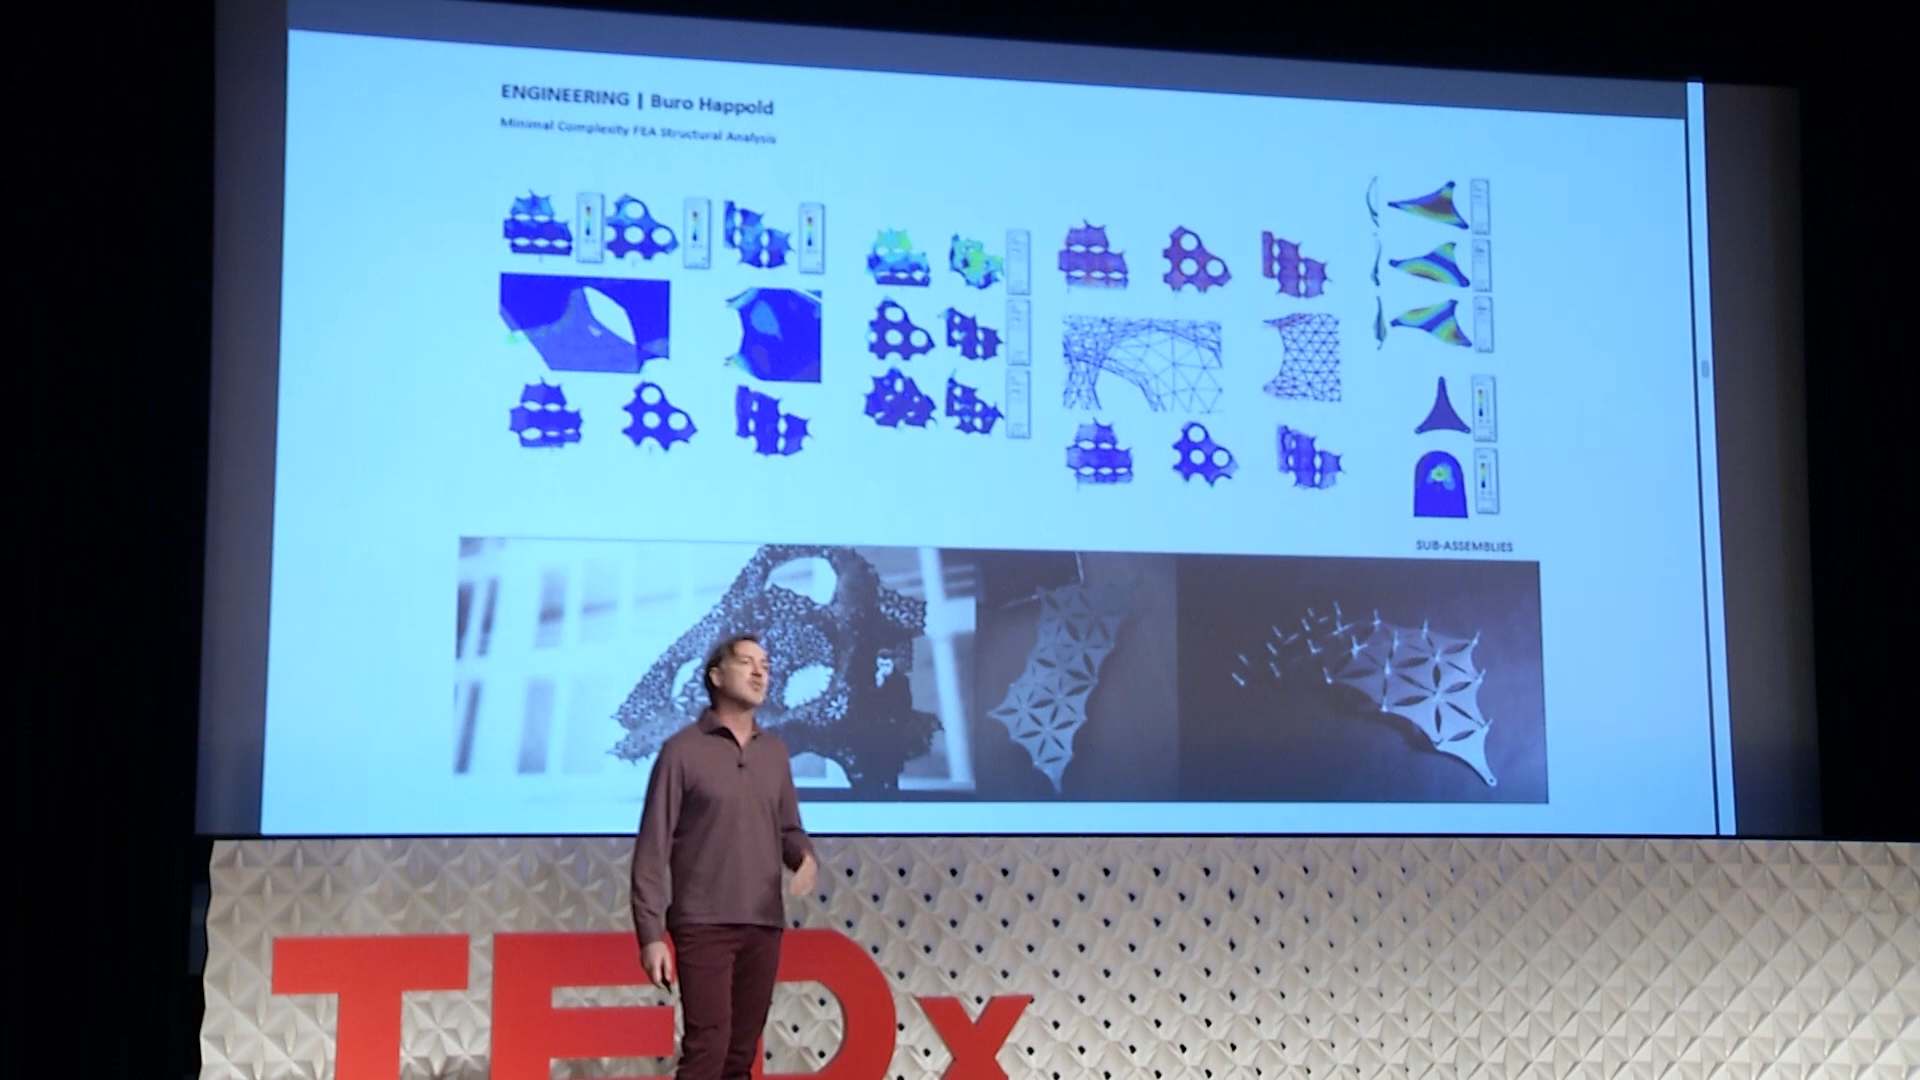 ENGINEERING | Buro Happold
Minimal Complexity FEA Structural Analysis
SUB-ASSEMBLIES
TEDx